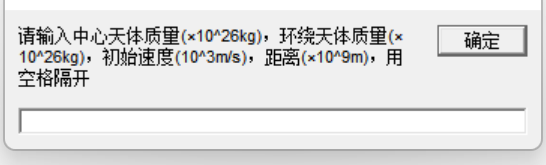 请输入中心天体质量(×10^26kg)，环绕天体质量(×
10^26kg)，初始速度(10^3m/s)，距离(×10^9m)，用
空格隔开
确定